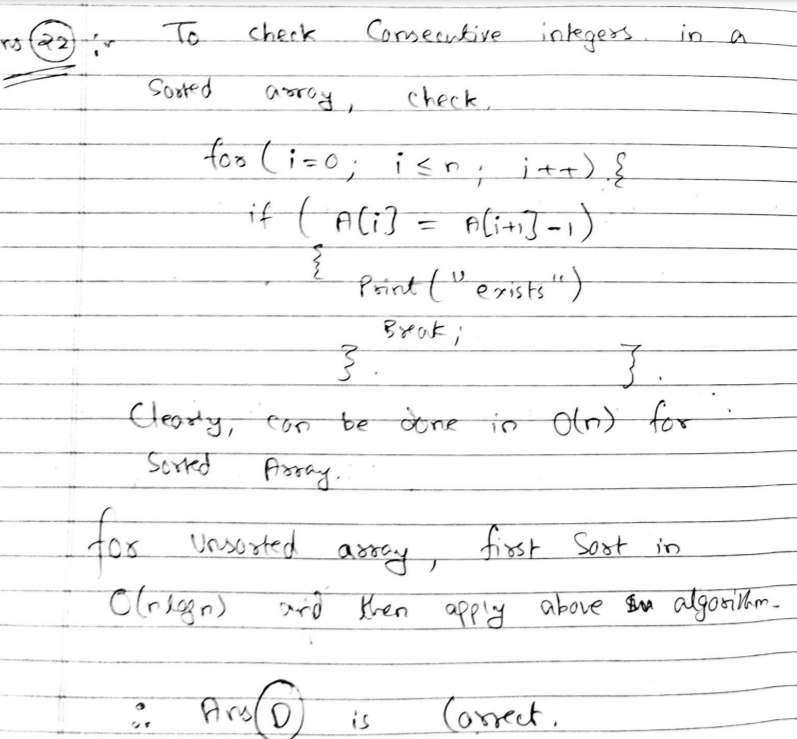 ns (22) :-  To check Consecutive integers. in a
Sorted array, check,
for ( i=0; i ≤ n; i++) {
if ( A[i] = A[i+1] - 1)
{
Print ("exists")
Break;
} . } .
Clearly, can be done in O(n) for
Sorted Array.
for Unsorted array, first Sort in
O(nlogn) and then apply above algorithm.
∴ Ans (D) is Correct.